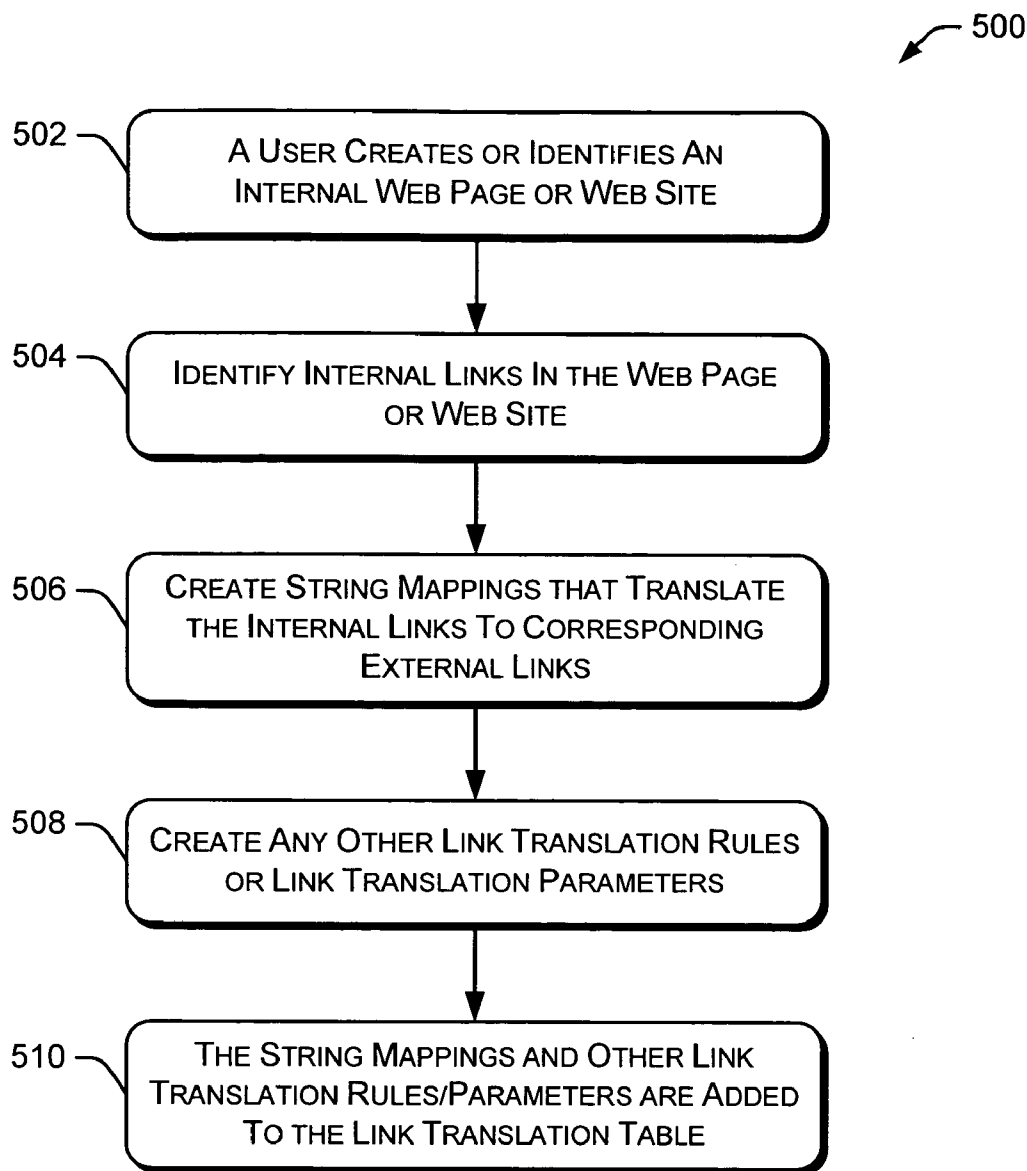 500
502
A USER CREATES OR IDENTIFIES AN
INTERNAL WEB PAGE OR WEB SITE
504
IDENTIFY INTERNAL LINKS IN THE WEB PAGE
OR WEB SITE
506
CREATE STRING MAPPINGS THAT TRANSLATE
THE INTERNAL LINKS TO CORRESPONDING
EXTERNAL LINKS
508
CREATE ANY OTHER LINK TRANSLATION RULES
OR LINK TRANSLATION PARAMETERS
510
THE STRING MAPPINGS AND OTHER LINK
TRANSLATION RULES/PARAMETERS ARE ADDED
TO THE LINK TRANSLATION TABLE